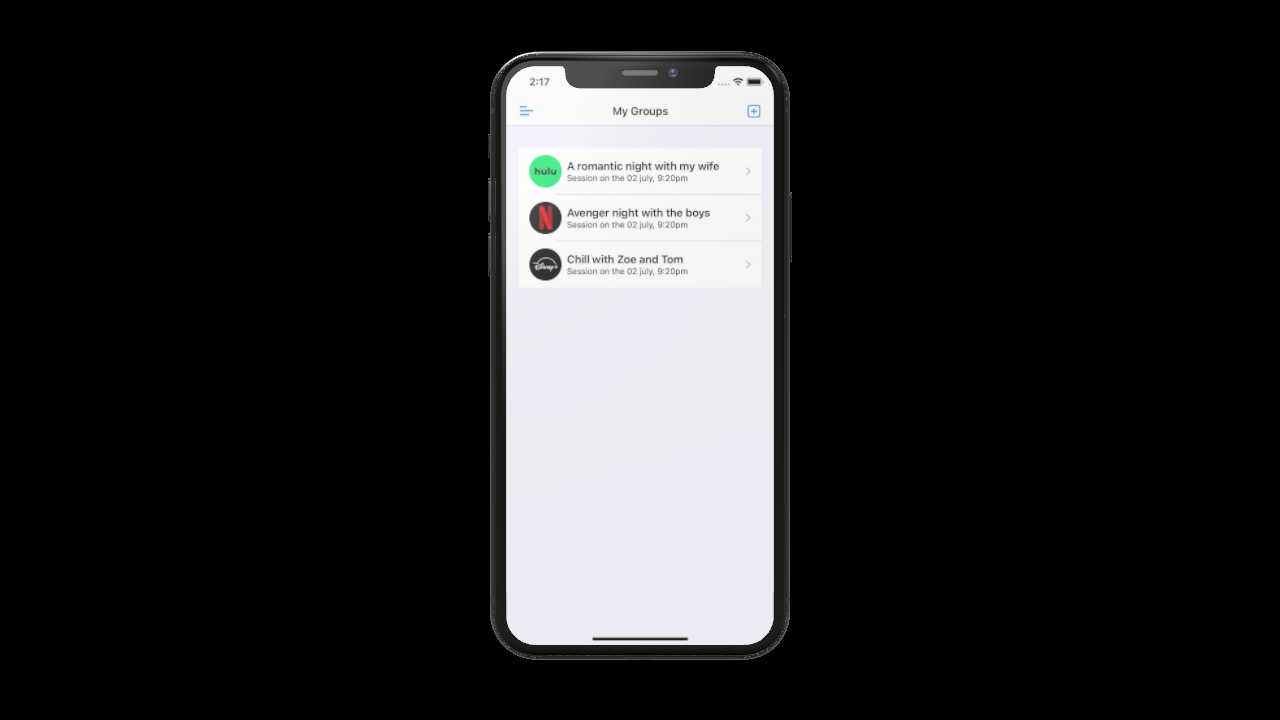 2:17
My Groups
hulu
A romantic night with my wife
Session on the 02 july, 9:20pm
N
Avenger night with the boys
Session on the 02 july, 9:20pm
Disney+
Chill with Zoe and Tom
Session on the 02 july, 9:20pm